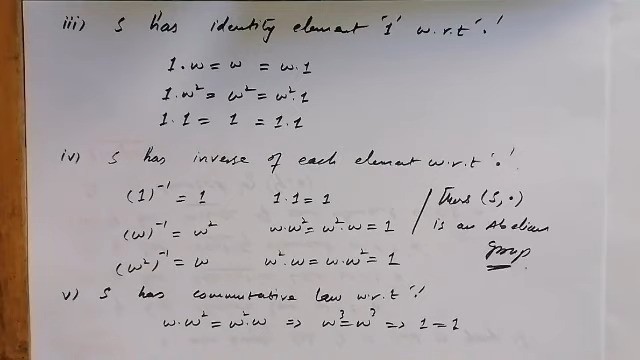 iii) S has identity element '1' w.r.t '.'
1.ω = ω = ω.1
1.ω² = ω² = ω².1
1.1 = 1 = 1.1
iv) S has inverse of each element w.r.t '.'
(1)⁻¹ = 1 1.1 = 1
(ω)⁻¹ = ω² ω.ω² = ω².ω = 1
(ω²)⁻¹ = ω ω².ω = ω.ω² = 1
Thus (S, .)
is an Abelian
group
v) S has commutative law w.r.t '.'
ω.ω² = ω².ω => ω³ = ω³ => 1 = 1